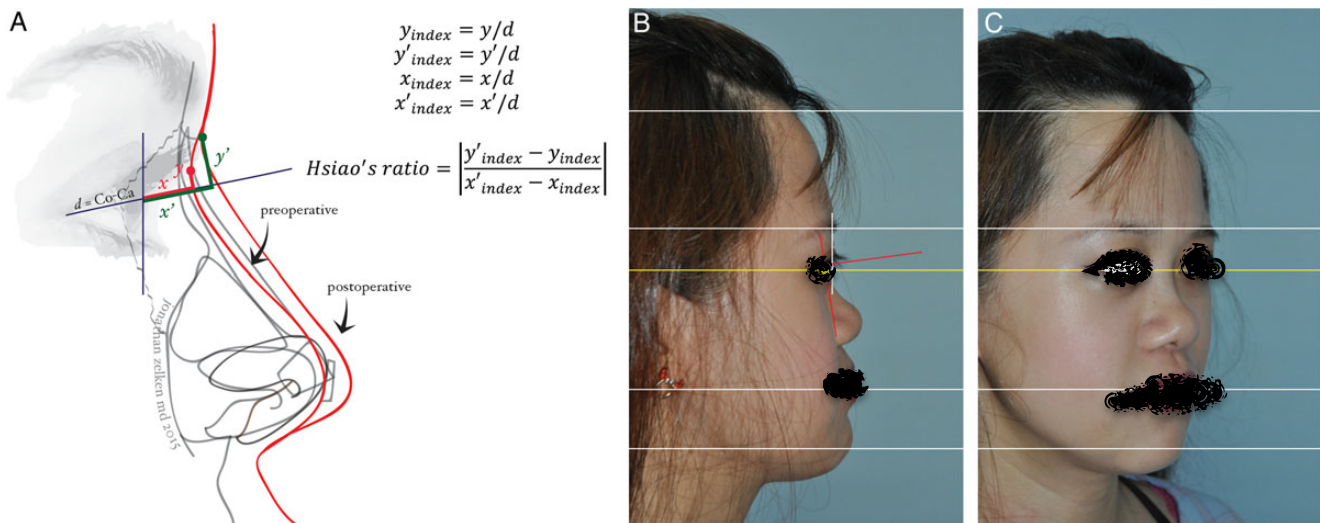 A
y_index = y/d
y'_index = y'/d
x_index = x/d
x'_index = x'/d
Hsiao's ratio = |y'_index − y_index / x'_index − x_index|
y y'
x
d = Co-Ca
x'
preoperative
postoperative
jonathan zelken md 2015
B
C